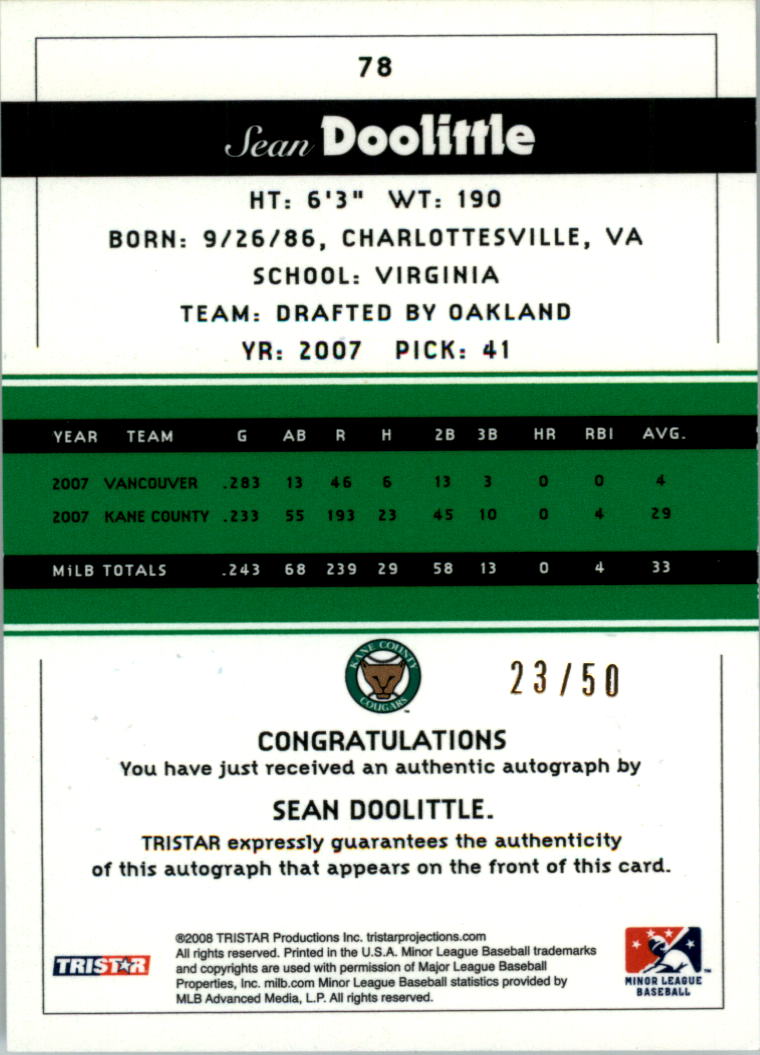 78
Sean Doolittle
HT: 6'3" WT: 190
BORN: 9/26/86, CHARLOTTESVILLE, VA
SCHOOL: VIRGINIA
TEAM: DRAFTED BY OAKLAND
YR: 2007 PICK: 41
YEAR TEAM G AB R H 2B 3B HR RBI AVG.
2007 VANCOUVER .283 13 46 6 13 3 0 0 4
2007 KANE COUNTY .233 55 193 23 45 10 0 4 29
MiLB TOTALS .243 68 239 29 58 13 0 4 33
KANE COUNTY
COUGARS
23/50
CONGRATULATIONS
You have just received an authentic autograph by
SEAN DOOLITTLE.
TRISTAR expressly guarantees the authenticity
of this autograph that appears on the front of this card.
TRISTAR
©2008 TRISTAR Productions Inc. tristarprojections.com
All rights reserved. Printed in the U.S.A. Minor League Baseball trademarks
and copyrights are used with permission of Major League Baseball
Properties, Inc. milb.com Minor League Baseball statistics provided by
MLB Advanced Media, L.P. All rights reserved.
MINOR LEAGUE
BASEBALL